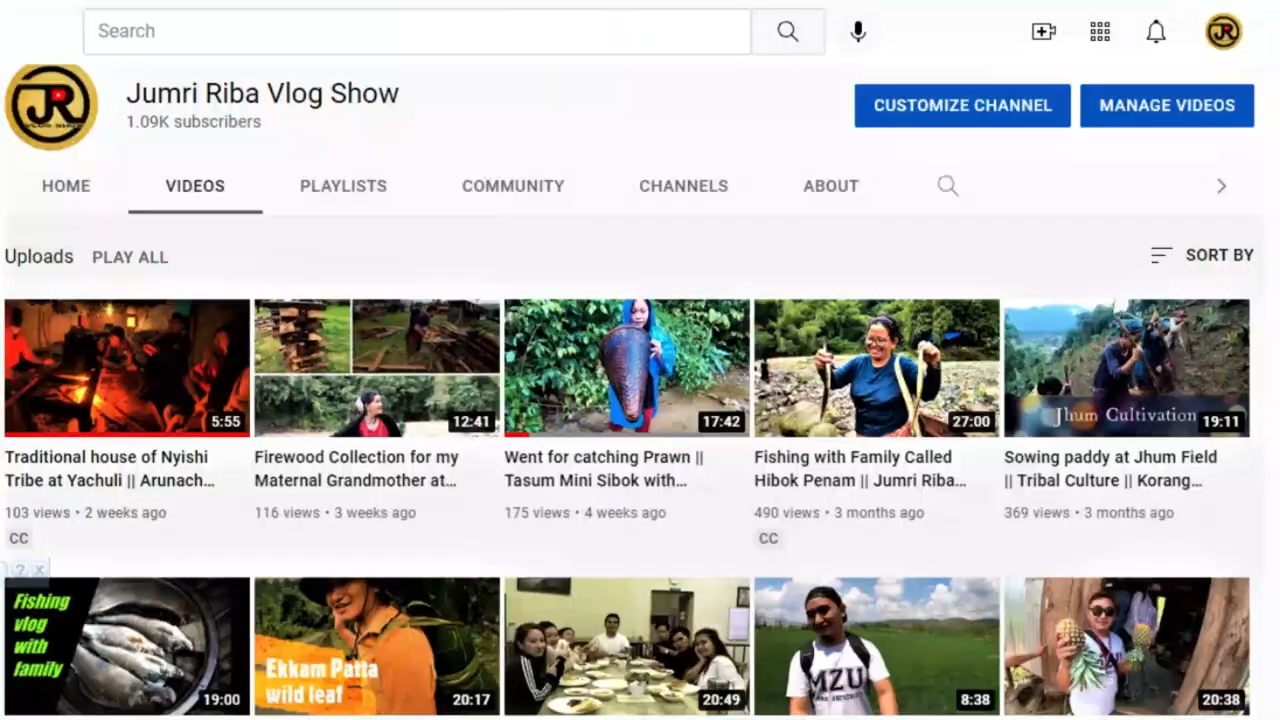 Search
JR
Jumri Riba Vlog Show
1.09K subscribers
CUSTOMIZE CHANNEL
MANAGE VIDEOS
JR
HOME
VIDEOS
PLAYLISTS
COMMUNITY
CHANNELS
ABOUT
Uploads
PLAY ALL
SORT BY
5:55
12:41
17:42
27:00
Jhum Cultivation
19:11
Traditional house of Nyishi
Tribe at Yachuli || Arunach...
103 views • 2 weeks ago
CC
Firewood Collection for my
Maternal Grandmother at...
116 views • 3 weeks ago
Went for catching Prawn ||
Tasum Mini Sibok with...
175 views • 4 weeks ago
Fishing with Family Called
Hibok Penam || Jumri Riba...
490 views • 3 months ago
CC
Sowing paddy at Jhum Field
|| Tribal Culture || Korang...
369 views • 3 months ago
Fishing
vlog
with
family
19:00
Ekkam Patta
wild leaf
20:17
20:49
MZU
8:38
20:38